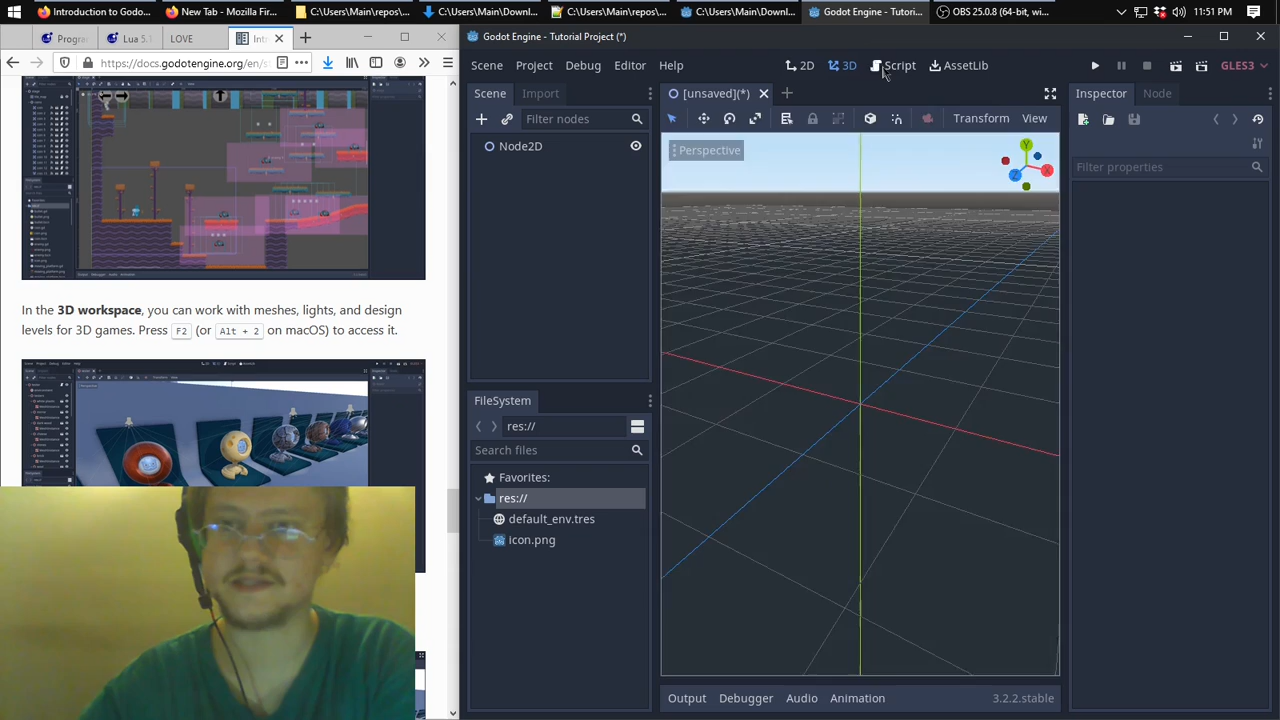 Introduction to Godo...
New Tab - Mozilla Fir...
C:\Users\Main\repos...
C:\Users\Main\Down...
C:\Users\Main\repos...
C:\Users\Main\Down...
Godot Engine - Tutori...
OBS 25.0.8 (64-bit, wi...
11:51 PM
Progra
Lua 5.
LOVE
Int
https://docs.godotengine.org/en/s
In the 3D workspace, you can work with meshes, lights, and design
levels for 3D games. Press F2 (or Alt + 2 on macOS) to access it.
Godot Engine - Tutorial Project (*)
Scene Project Debug Editor Help
2D 3D Script AssetLib
GLES3
Scene Import
Filter nodes
Node2D
FileSystem
res://
Search files
Favorites:
res://
default_env.tres
icon.png
[unsaved](*)
Transform View
Perspective
Y
X
Z
Output Debugger Audio Animation 3.2.2.stable
Inspector Node
Filter properties